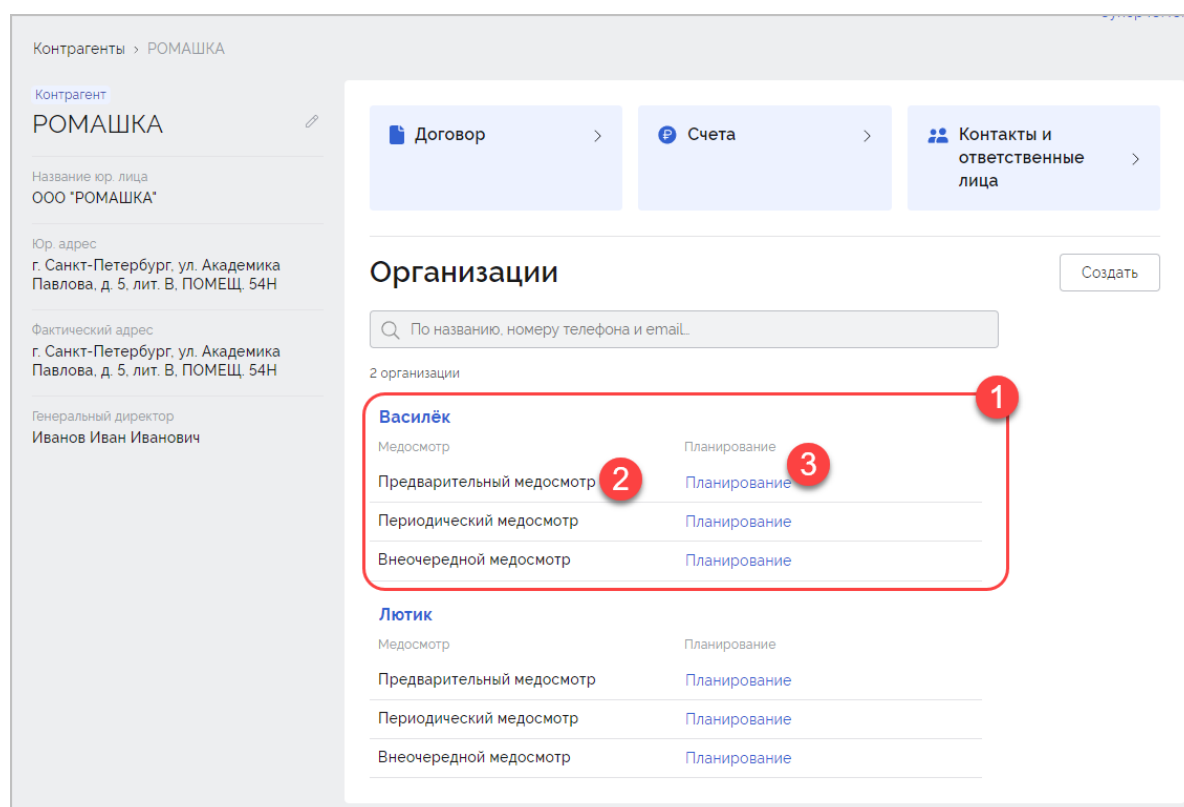 Контрагенты > РОМАШКА
Контрагент
РОМАШКА
Название юр. лица
ООО "РОМАШКА"
Юр. адрес
г. Санкт-Петербург, ул. Академика
Павлова, д. 5, лит. В, ПОМЕЩ. 54Н
Фактический адрес
г. Санкт-Петербург, ул. Академика
Павлова, д. 5, лит. В, ПОМЕЩ. 54Н
Генеральный директор
Иванов Иван Иванович
Договор
Счета
Контакты и
ответственные
лица
Организации
Создать
По названию, номеру телефона и email...
2 организации
1
Василёк
Медосмотр Планирование
Предварительный медосмотр 2 Планирование 3
Периодический медосмотр Планирование
Внеочередной медосмотр Планирование
Лютик
Медосмотр Планирование
Предварительный медосмотр Планирование
Периодический медосмотр Планирование
Внеочередной медосмотр Планирование